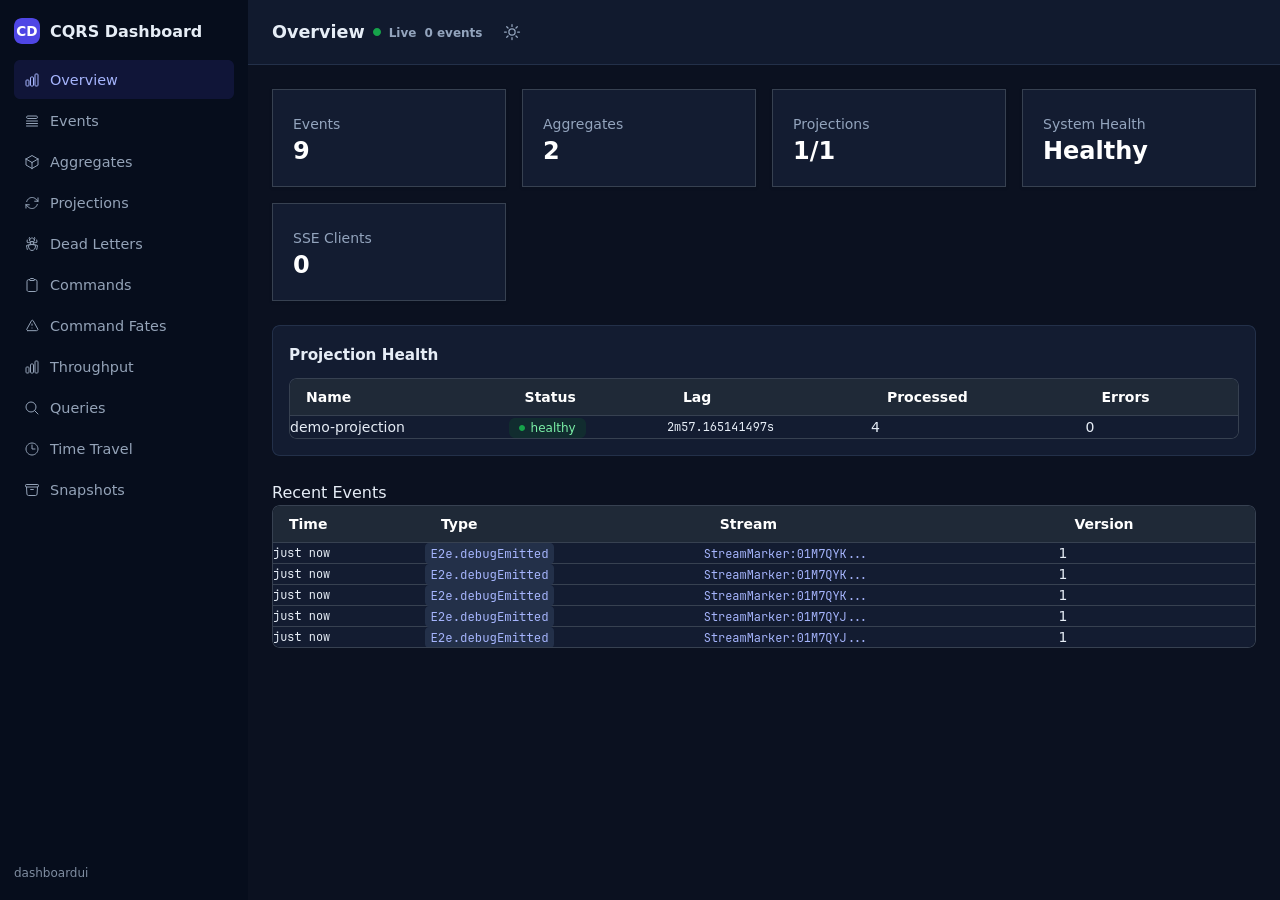 CD CQRS Dashboard
Overview
Events
Aggregates
Projections
Dead Letters
Commands
Command Fates
Throughput
Queries
Time Travel
Snapshots
dashboardui
Overview Live 0 events
Events
9
Aggregates
2
Projections
1/1
System Health
Healthy
SSE Clients
0
Projection Health
Name Status Lag Processed Errors
demo-projection healthy 2m57.165141497s 4 0
Recent Events
Time Type Stream Version
just now E2e.debugEmitted StreamMarker:01M7QYK... 1
just now E2e.debugEmitted StreamMarker:01M7QYK... 1
just now E2e.debugEmitted StreamMarker:01M7QYK... 1
just now E2e.debugEmitted StreamMarker:01M7QYJ... 1
just now E2e.debugEmitted StreamMarker:01M7QYJ... 1